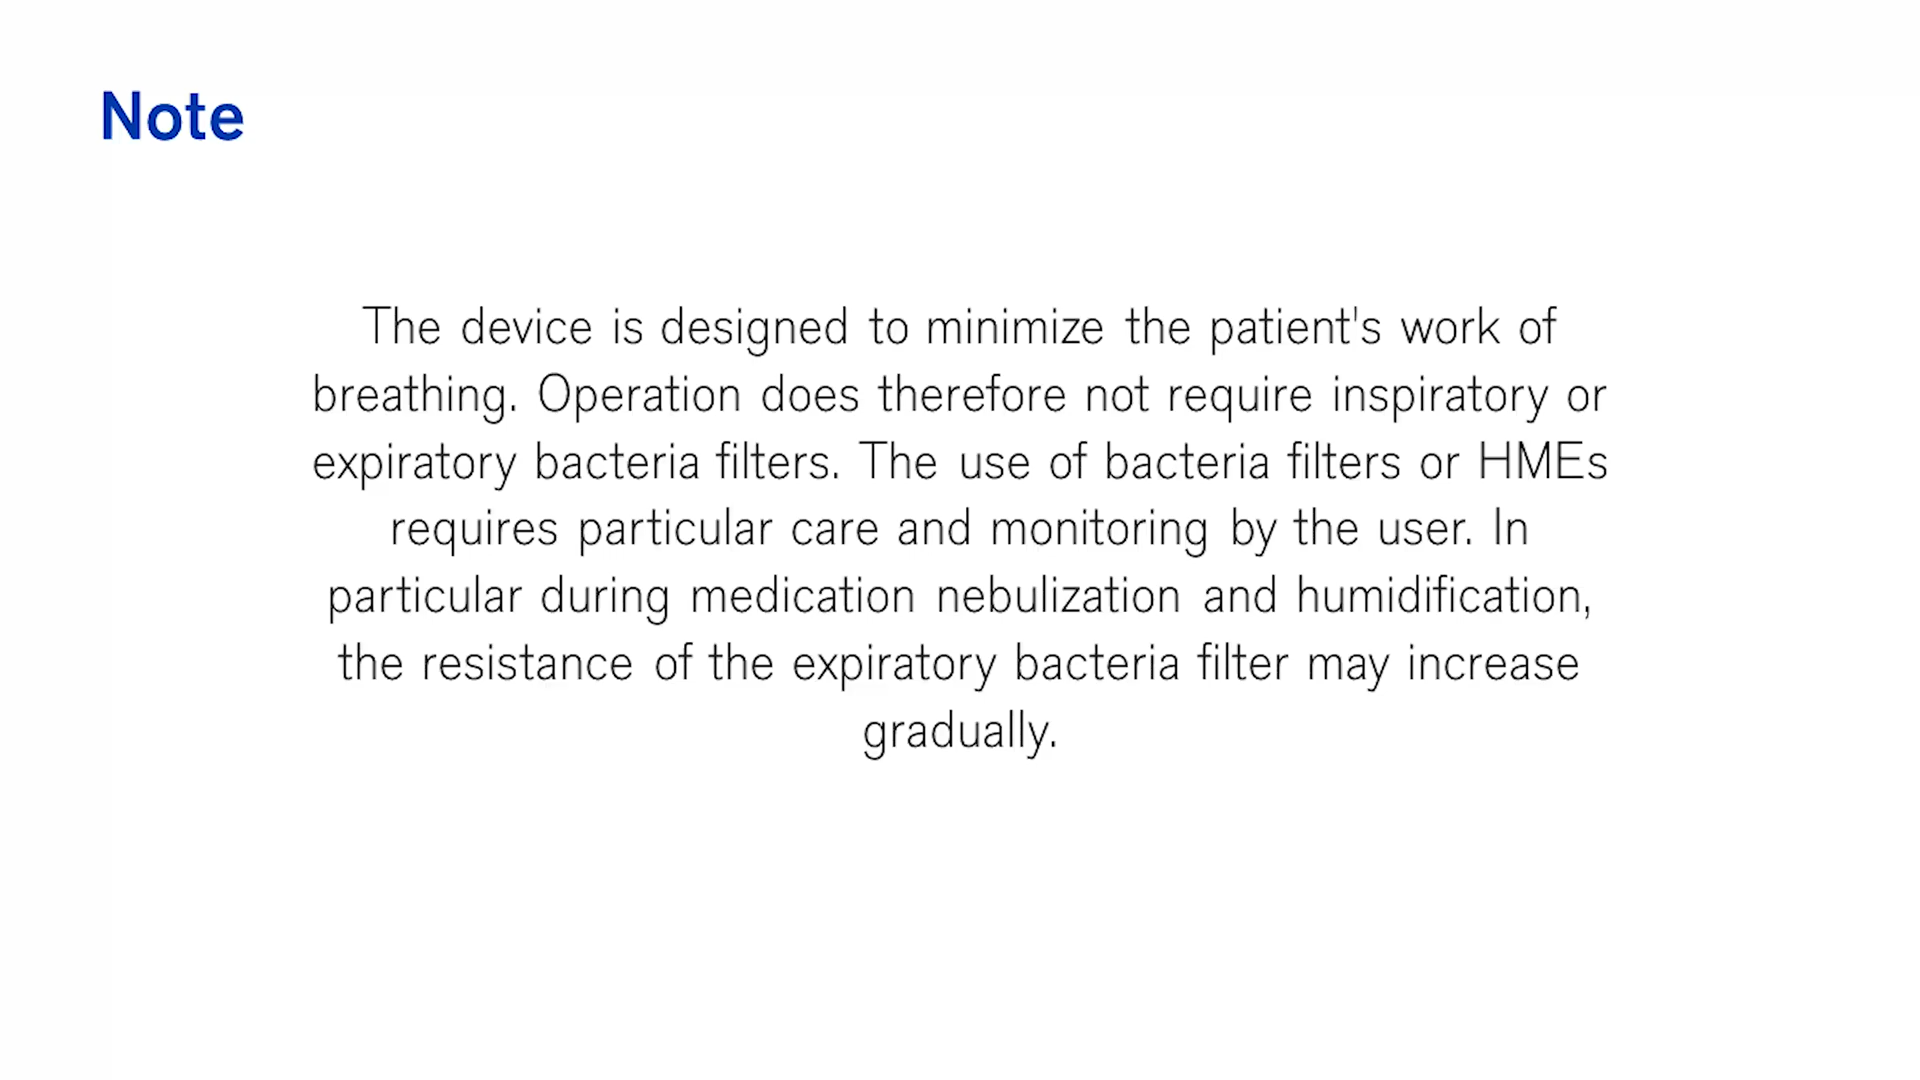 Note
The device is designed to minimize the patient's work of
breathing. Operation does therefore not require inspiratory or
expiratory bacteria filters. The use of bacteria filters or HMEs
requires particular care and monitoring by the user. In
particular during medication nebulization and humidification,
the resistance of the expiratory bacteria filter may increase
gradually.